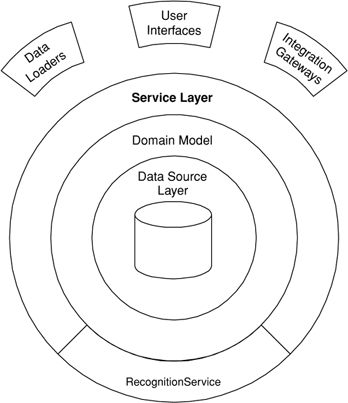 Data
Loaders
User
Interfaces
Integration
Gateways
Service Layer
Domain Model
Data Source
Layer
RecognitionService